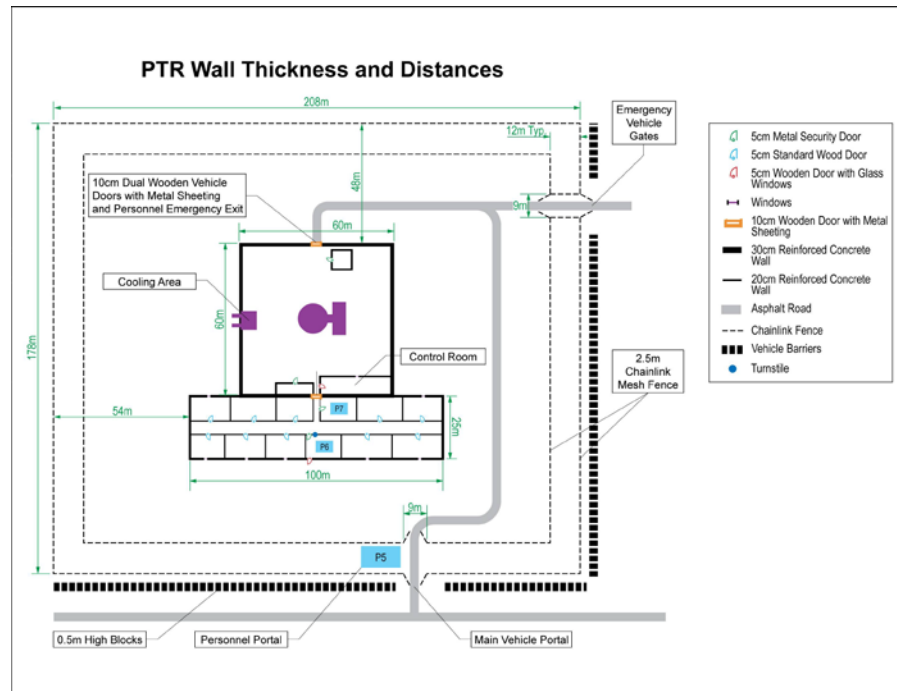 PTR Wall Thickness and Distances
208m
Emergency
Vehicle
Gates
12m Typ.
48m
10cm Dual Wooden Vehicle
Doors with Metal Sheeting
and Personnel Emergency Exit
9m
60m
Cooling Area
60m
178m
Control Room
2.5m
Chainlink
Mesh Fence
54m
P7
25m
P6
100m
9m
P5
0.5m High Blocks
Personnel Portal
Main Vehicle Portal
5cm Metal Security Door
5cm Standard Wood Door
5cm Wooden Door with Glass
Windows
Windows
10cm Wooden Door with Metal
Sheeting
30cm Reinforced Concrete
Wall
20cm Reinforced Concrete
Wall
Asphalt Road
Chainlink Fence
Vehicle Barriers
Turnstile